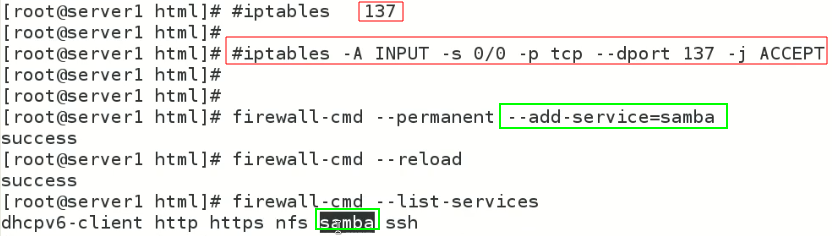 [root@server1 html]# #iptables 137
[root@server1 html]#
[root@server1 html]# #iptables -A INPUT -s 0/0 -p tcp --dport 137 -j ACCEPT
[root@server1 html]#
[root@server1 html]#
[root@server1 html]# firewall-cmd --permanent --add-service=samba
success
[root@server1 html]# firewall-cmd --reload
success
[root@server1 html]# firewall-cmd --list-services
dhcpv6-client http https nfs samba ssh